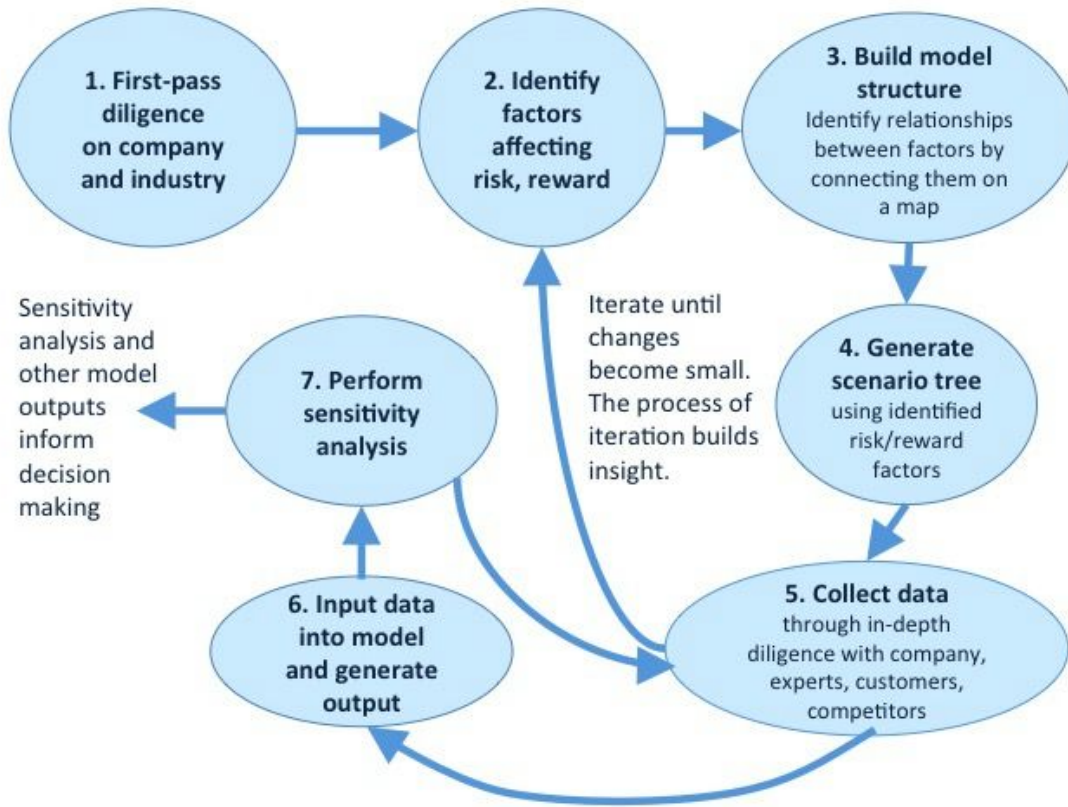 1. First-pass
diligence
on company
and industry
2. Identify
factors
affecting
risk, reward
3. Build model
structure
Identify relationships
between factors by
connecting them on
a map
4. Generate
scenario tree
using identified
risk/reward
factors
5. Collect data
through in-depth
diligence with company,
experts, customers,
competitors
6. Input data
into model
and generate
output
7. Perform
sensitivity
analysis
Sensitivity
analysis and
other model
outputs
inform
decision
making
Iterate until
changes
become small.
The process of
iteration builds
insight.